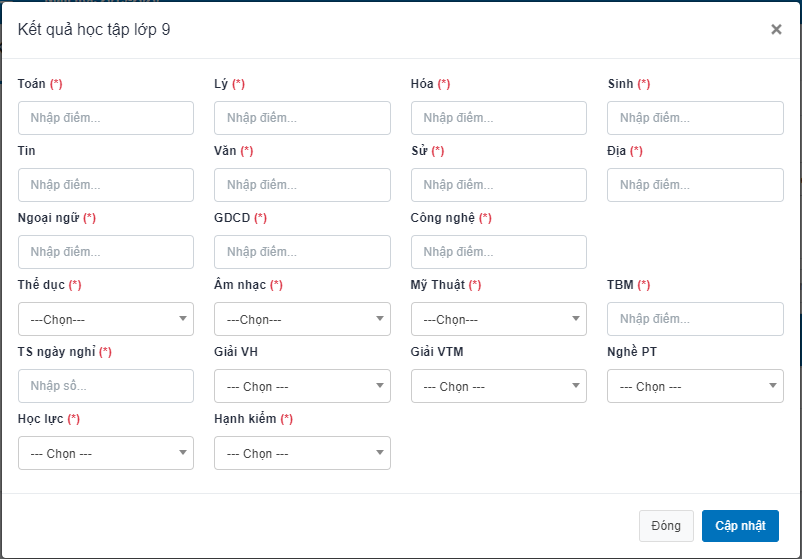 Kết quả học tập lớp 9 ×
Toán (*) Lý (*) Hóa (*) Sinh (*)
Nhập điểm... Nhập điểm... Nhập điểm... Nhập điểm...
Tin Văn (*) Sử (*) Địa (*)
Nhập điểm... Nhập điểm... Nhập điểm... Nhập điểm...
Ngoại ngữ (*) GDCD (*) Công nghệ (*)
Nhập điểm... Nhập điểm... Nhập điểm...
Thể dục (*) Âm nhạc (*) Mỹ Thuật (*) TBM (*)
---Chọn--- ---Chọn--- ---Chọn--- Nhập điểm...
TS ngày nghỉ (*) Giải VH Giải VTM Nghề PT
Nhập số... --- Chọn --- --- Chọn --- --- Chọn ---
Học lực (*) Hạnh kiểm (*)
--- Chọn --- --- Chọn ---
Đóng Cập nhật